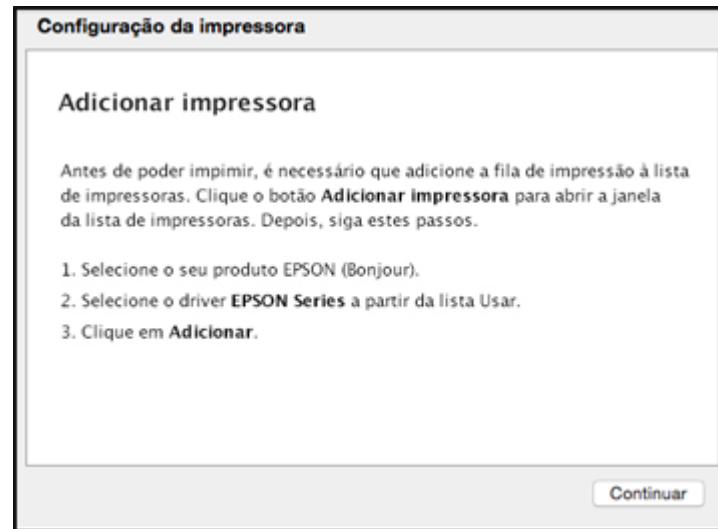 Configuração da impressora
Adicionar impressora
Antes de poder impimir, é necessário que adicione a fila de impressão à lista
de impressoras. Clique o botão Adicionar impressora para abrir a janela
da lista de impressoras. Depois, siga estes passos.
1. Selecione o seu produto EPSON (Bonjour).
2. Selecione o driver EPSON Series a partir da lista Usar.
3. Clique em Adicionar.
Continuar